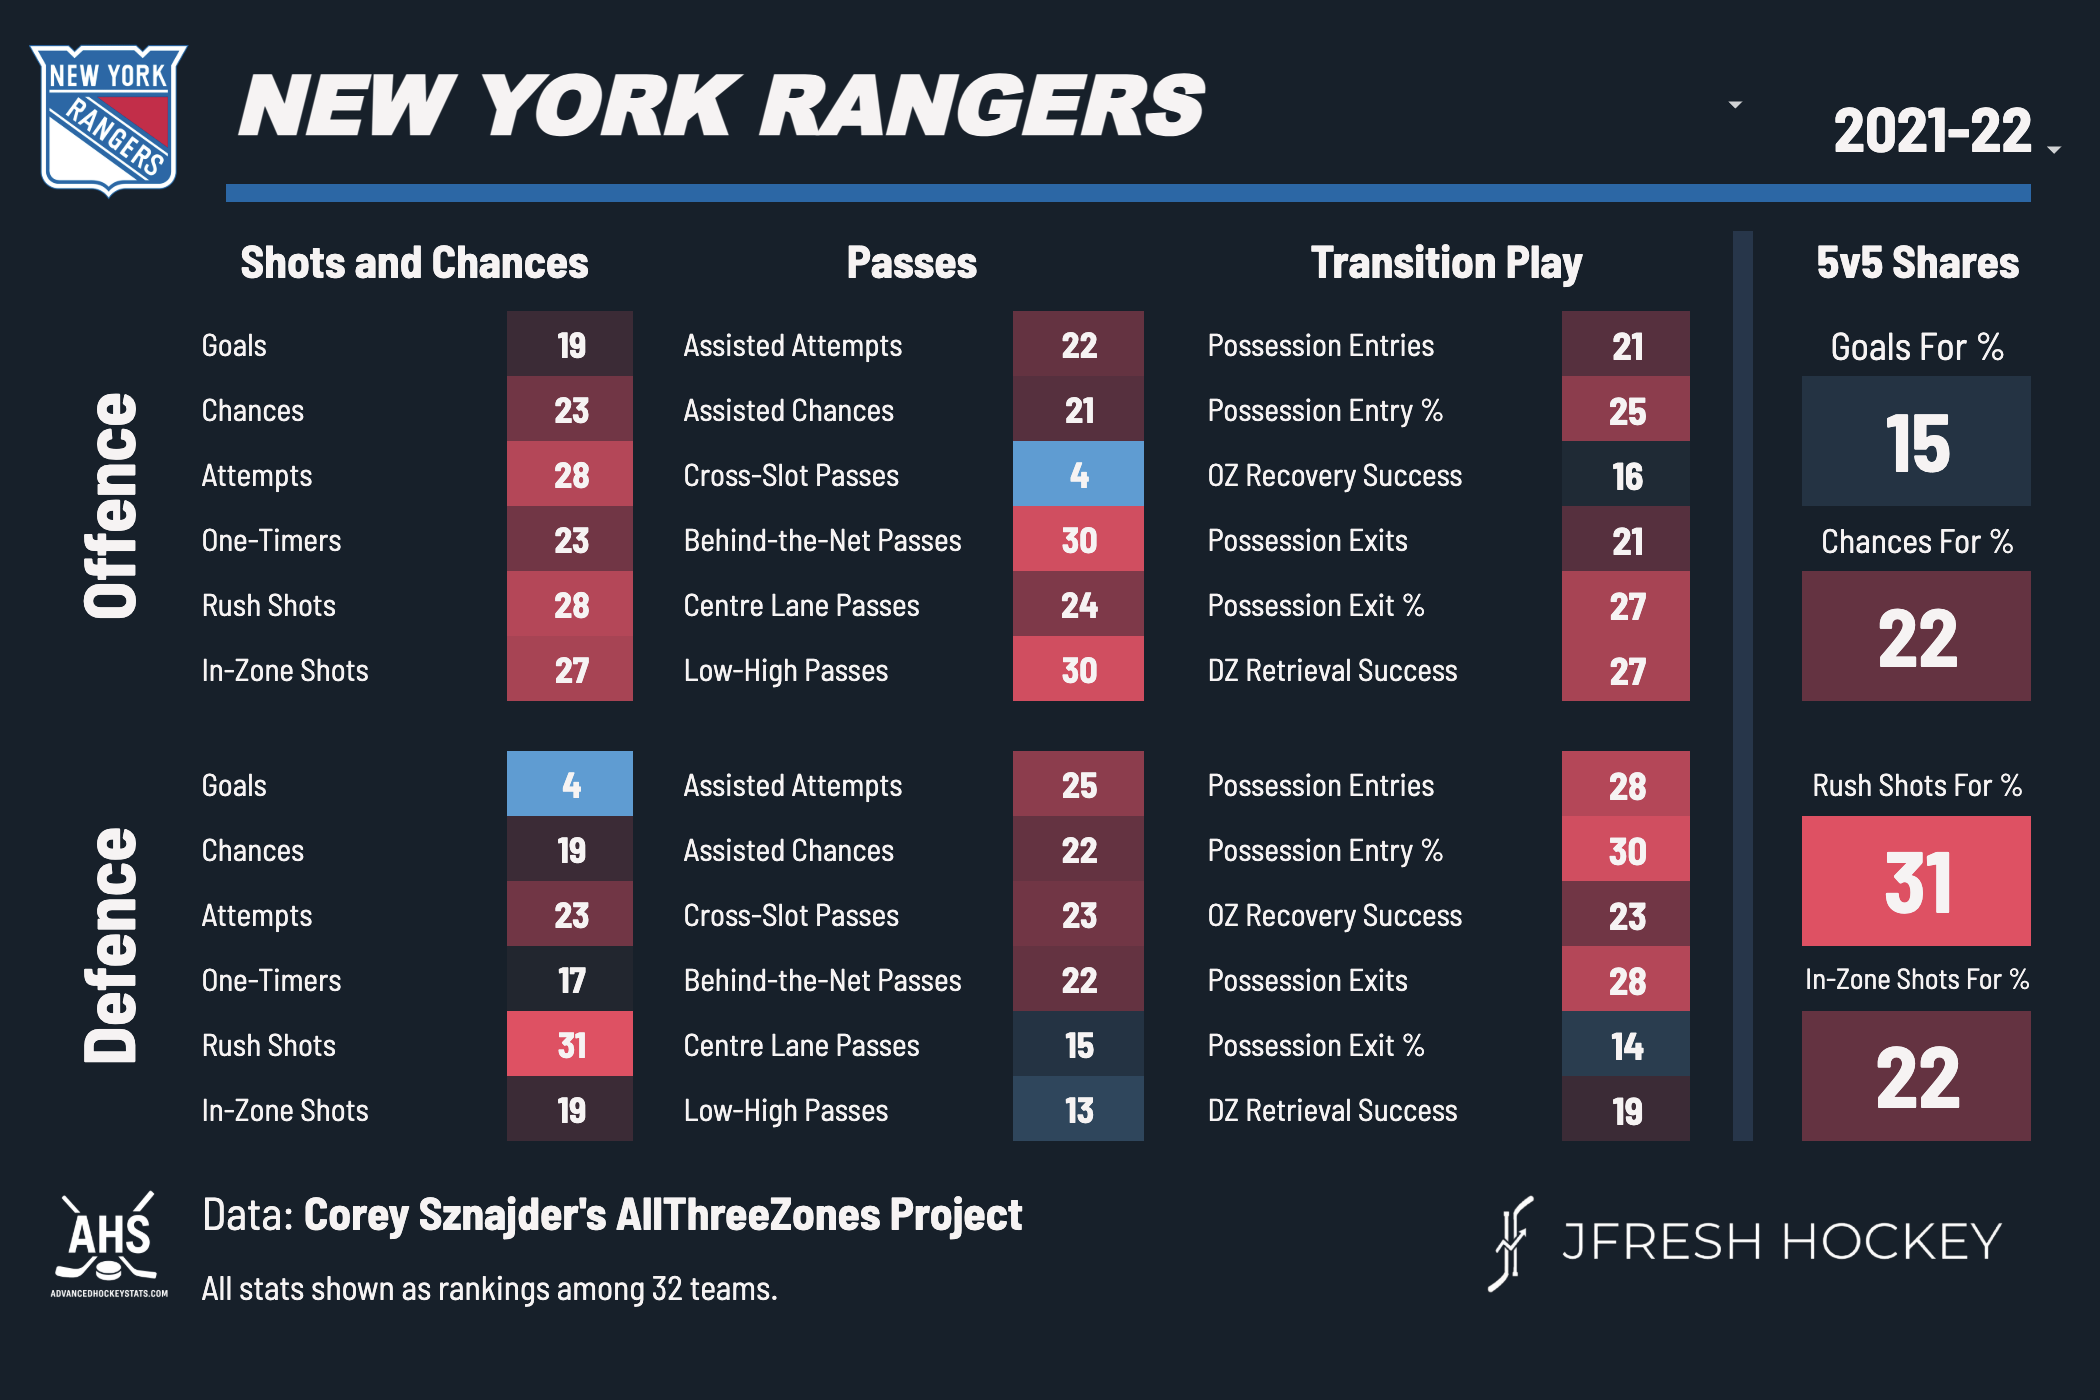 NEW YORK
RANGERS
NEW YORK RANGERS
2021-22
Shots and Chances
Passes
Transition Play
5v5 Shares
Offence
Goals 19
Chances 23
Attempts 28
One-Timers 23
Rush Shots 28
In-Zone Shots 27
Assisted Attempts 22
Assisted Chances 21
Cross-Slot Passes 4
Behind-the-Net Passes 30
Centre Lane Passes 24
Low-High Passes 30
Possession Entries 21
Possession Entry % 25
OZ Recovery Success 16
Possession Exits 21
Possession Exit % 27
DZ Retrieval Success 27
Goals For %
15
Chances For %
22
Defence
Goals 4
Chances 19
Attempts 23
One-Timers 17
Rush Shots 31
In-Zone Shots 19
Assisted Attempts 25
Assisted Chances 22
Cross-Slot Passes 23
Behind-the-Net Passes 22
Centre Lane Passes 15
Low-High Passes 13
Possession Entries 28
Possession Entry % 30
OZ Recovery Success 23
Possession Exits 28
Possession Exit % 14
DZ Retrieval Success 19
Rush Shots For %
31
In-Zone Shots For %
22
AHS
ADVANCEDHOCKEYSTATS.COM
Data: Corey Sznajder's AllThreeZones Project
All stats shown as rankings among 32 teams.
JFRESH HOCKEY